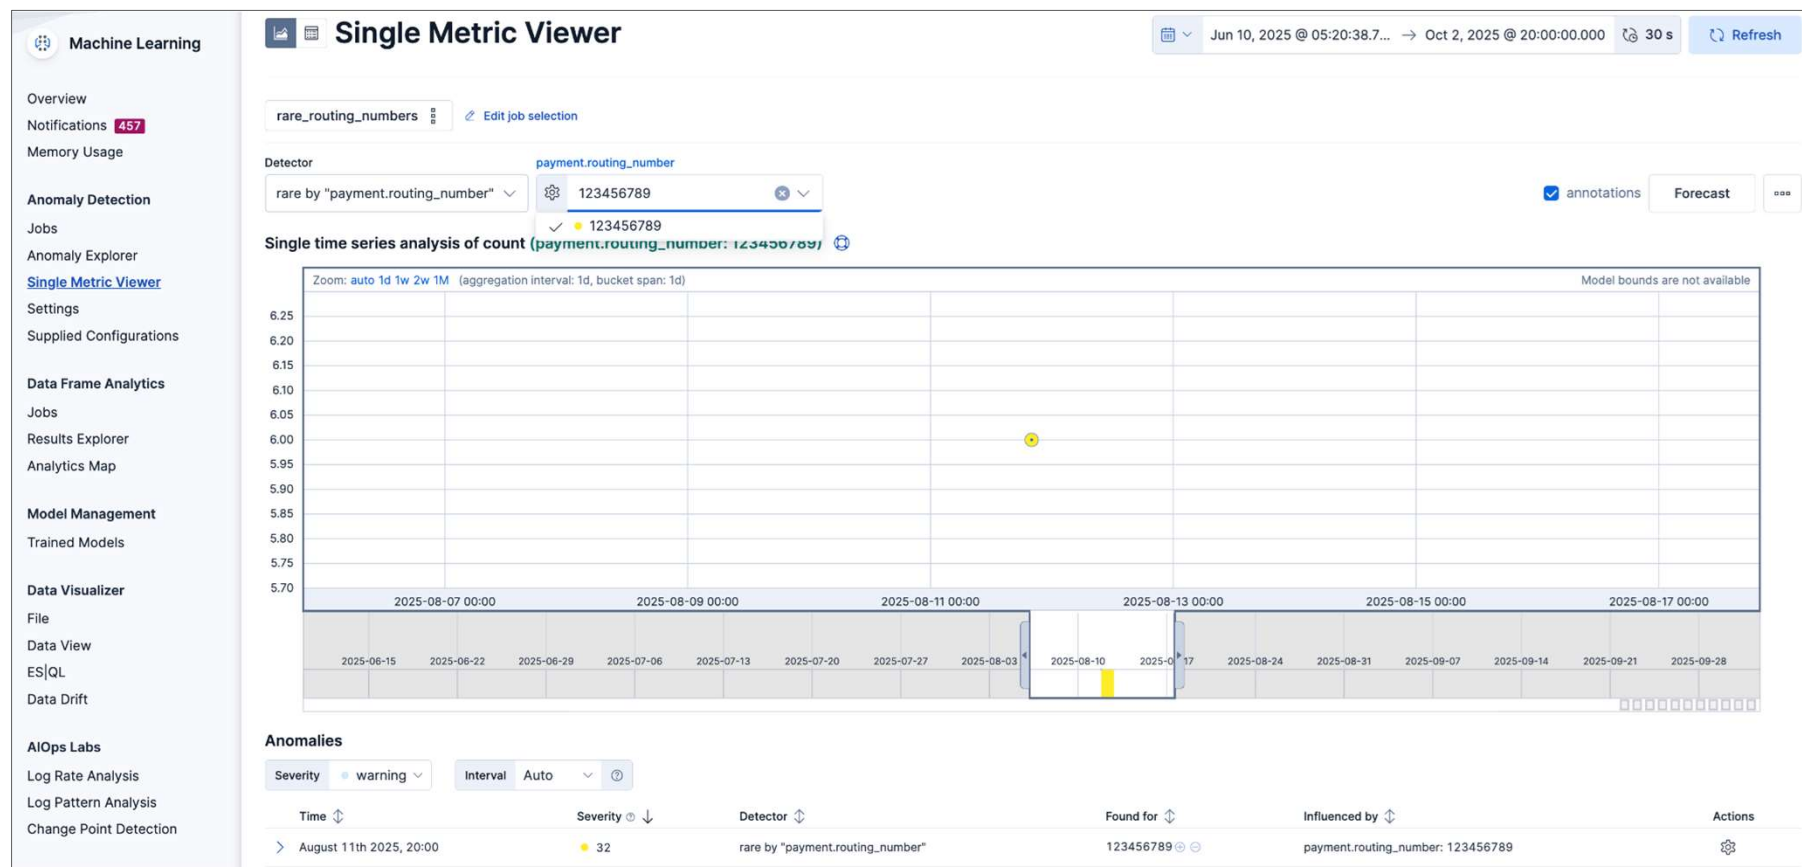 Machine Learning
Overview
Notifications 457
Memory Usage
Anomaly Detection
Jobs
Anomaly Explorer
Single Metric Viewer
Settings
Supplied Configurations
Data Frame Analytics
Jobs
Results Explorer
Analytics Map
Model Management
Trained Models
Data Visualizer
File
Data View
ES|QL
Data Drift
AIOps Labs
Log Rate Analysis
Log Pattern Analysis
Change Point Detection
Single Metric Viewer
Jun 10, 2025 @ 05:20:38.7... → Oct 2, 2025 @ 20:00:00.000 30 s Refresh
rare_routing_numbers Edit job selection
Detector payment.routing_number
rare by "payment.routing_number" 123456789 annotations Forecast
123456789
Single time series analysis of count (payment.routing_number: 123456789)
Zoom: auto 1d 1w 2w 1M (aggregation interval: 1d, bucket span: 1d) Model bounds are not available
6.25
6.20
6.15
6.10
6.05
6.00
5.95
5.90
5.85
5.80
5.75
5.70
2025-08-07 00:00 2025-08-09 00:00 2025-08-11 00:00 2025-08-13 00:00 2025-08-15 00:00 2025-08-17 00:00
2025-06-15 2025-06-22 2025-06-29 2025-07-06 2025-07-13 2025-07-20 2025-07-27 2025-08-03 2025-08-10 2025-0 17 2025-08-24 2025-08-31 2025-09-07 2025-09-14 2025-09-21 2025-09-28
Anomalies
Severity warning Interval Auto
Time Severity Detector Found for Influenced by Actions
August 11th 2025, 20:00 32 rare by "payment.routing_number" 123456789 payment.routing_number: 123456789